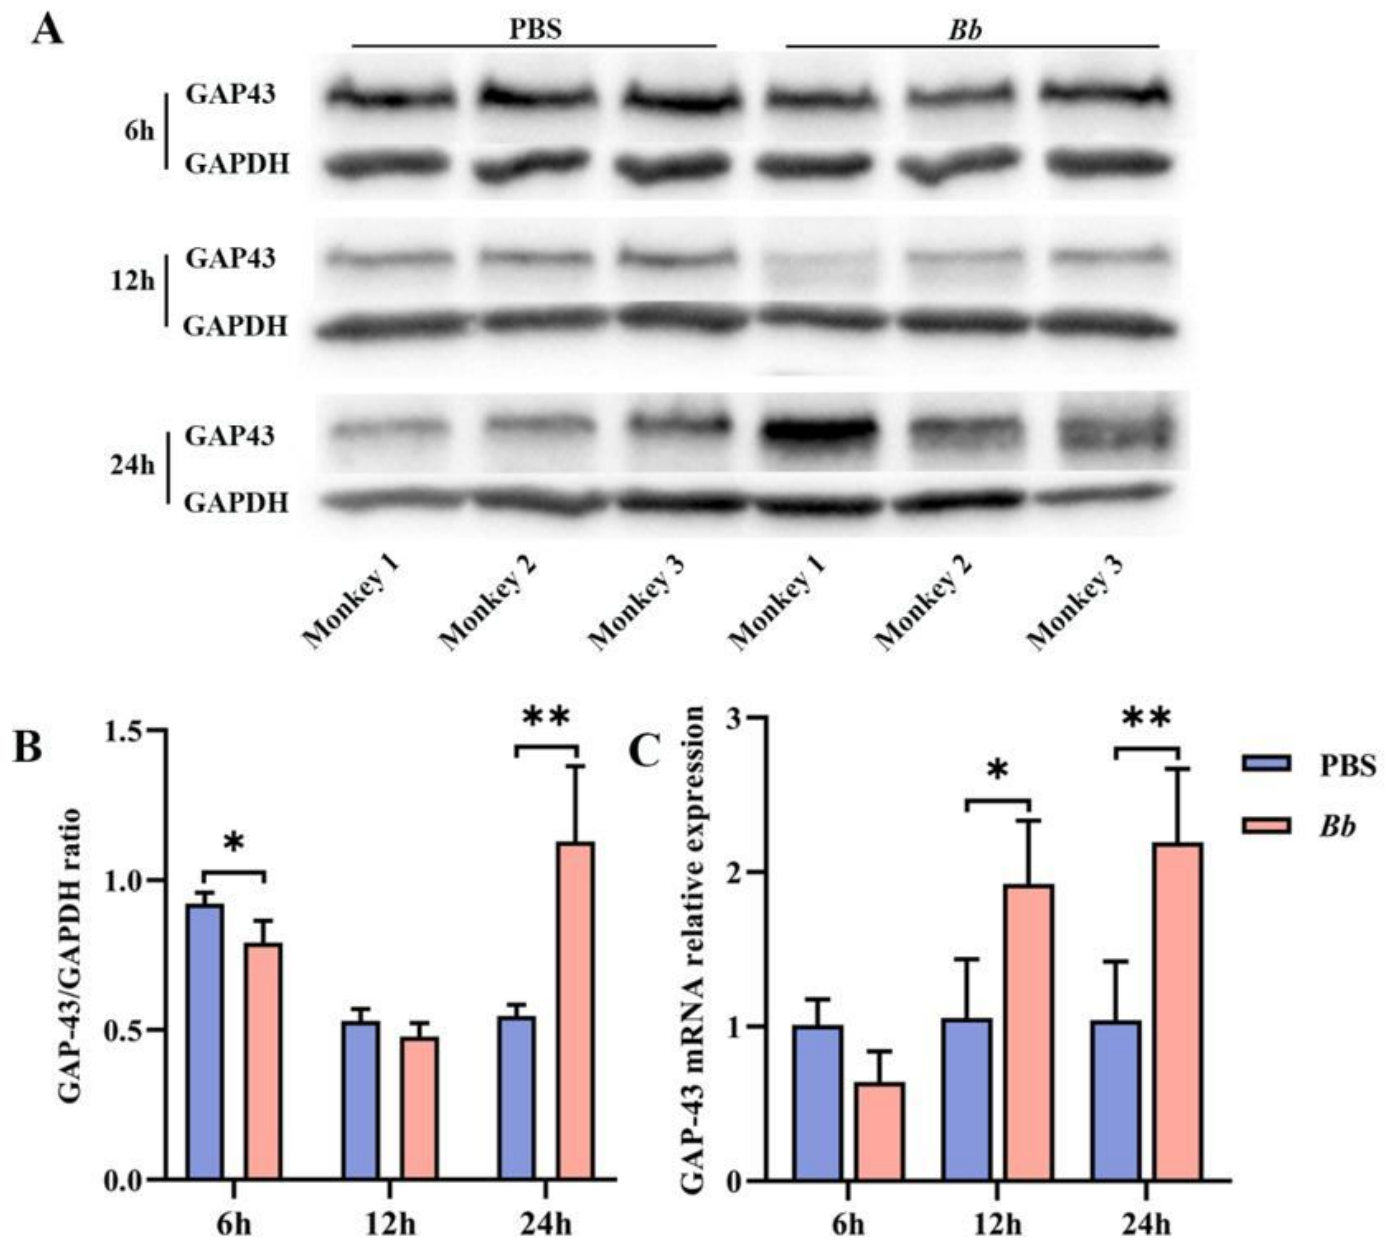 A
PBS
Bb
GAP43
6h
GAPDH
GAP43
12h
GAPDH
GAP43
24h
GAPDH
Monkey 1
Monkey 2
Monkey 3
Monkey 1
Monkey 2
Monkey 3
B
GAP-43/GAPDH ratio
1.5
1.0
0.5
0.0
*
**
6h
12h
24h
C
GAP-43 mRNA relative expression
3
2
1
0
*
**
6h
12h
24h
PBS
Bb